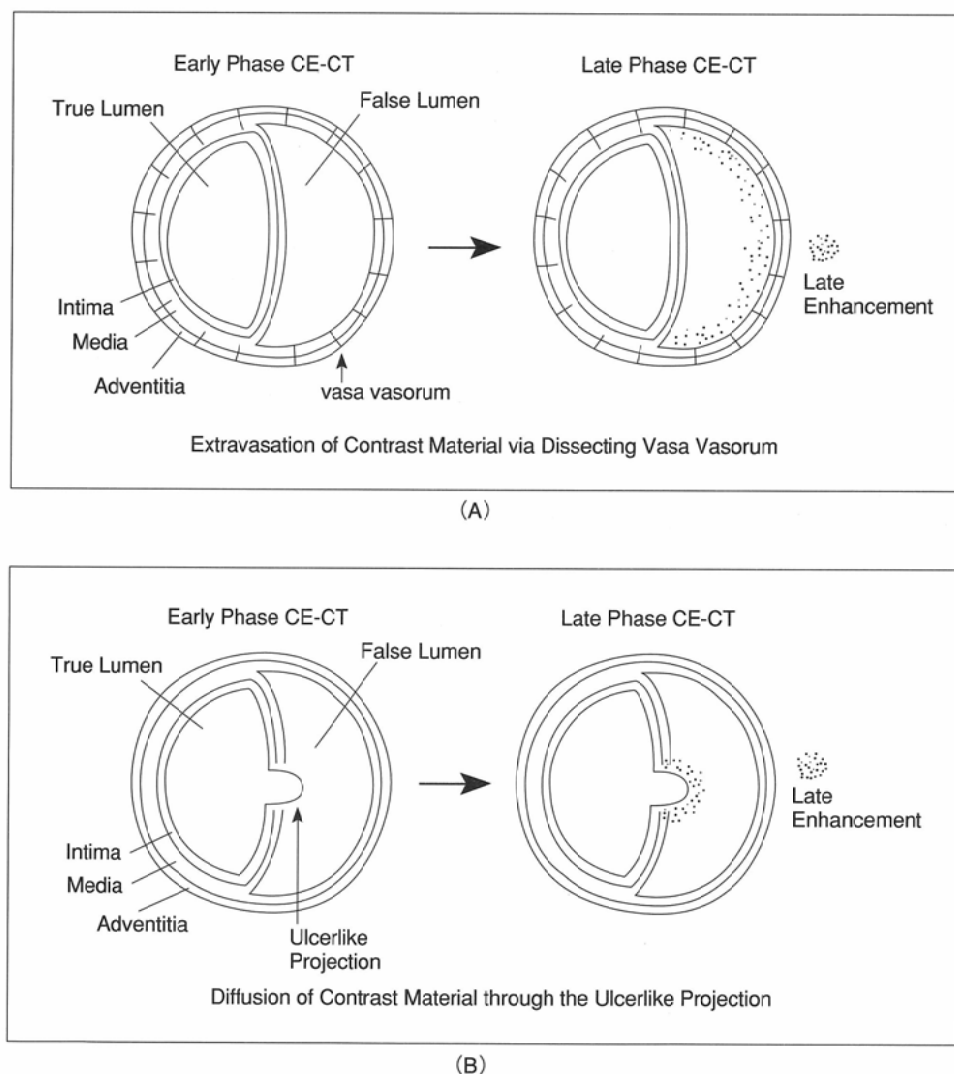 Early Phase CE-CT
Late Phase CE-CT
True Lumen
False Lumen
Intima
Media
Adventitia
vasa vasorum
Late
Enhancement
Extravasation of Contrast Material via Dissecting Vasa Vasorum
(A)
Early Phase CE-CT
Late Phase CE-CT
True Lumen
False Lumen
Intima
Media
Adventitia
Ulcerlike
Projection
Late
Enhancement
Diffusion of Contrast Material through the Ulcerlike Projection
(B)